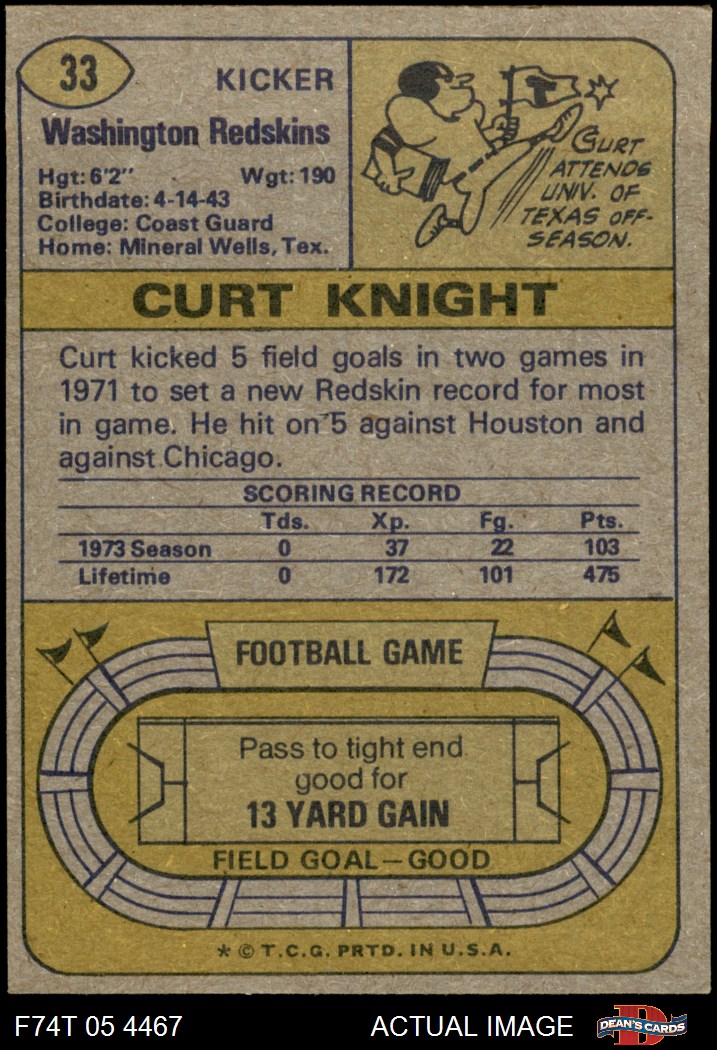 33
KICKER
Washington Redskins
Hgt: 6'2" Wgt: 190
Birthdate: 4-14-43
College: Coast Guard
Home: Mineral Wells, Tex.
CURT
ATTENDS
UNIV. OF
TEXAS OFF-
SEASON.
CURT KNIGHT
Curt kicked 5 field goals in two games in
1971 to set a new Redskin record for most
in game. He hit on 5 against Houston and
against Chicago.
SCORING RECORD
Tds. Xp. Fg. Pts.
1973 Season 0 37 22 103
Lifetime 0 172 101 475
FOOTBALL GAME
Pass to tight end
good for
13 YARD GAIN
FIELD GOAL—GOOD
* © T.C.G. PRTD. IN U.S.A.
F74T 05 4467 ACTUAL IMAGE
D
DEAN'S CARDS